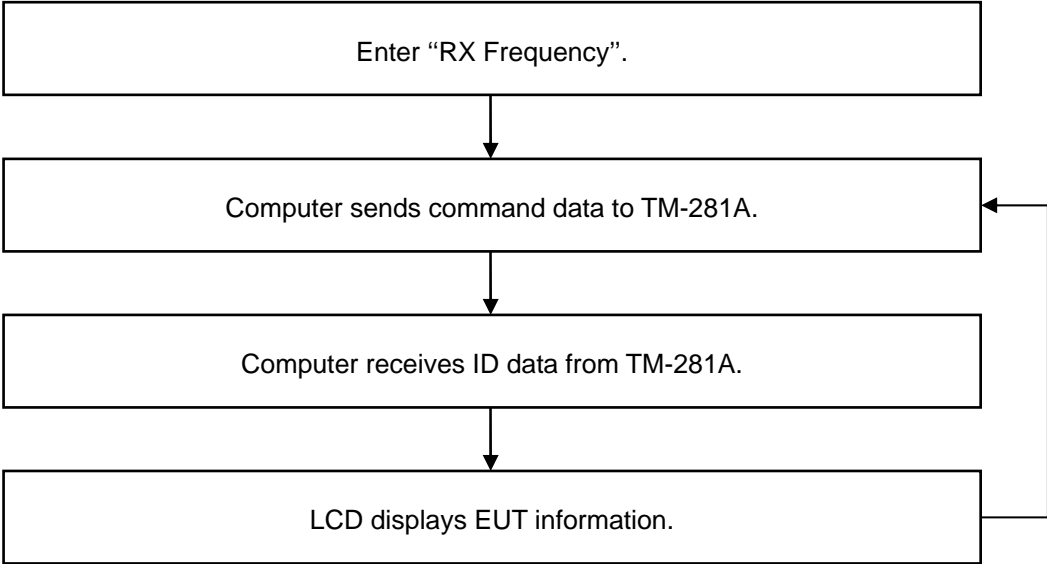 Enter “RX Frequency”.
Computer sends command data to TM-281A.
Computer receives ID data from TM-281A.
LCD displays EUT information.